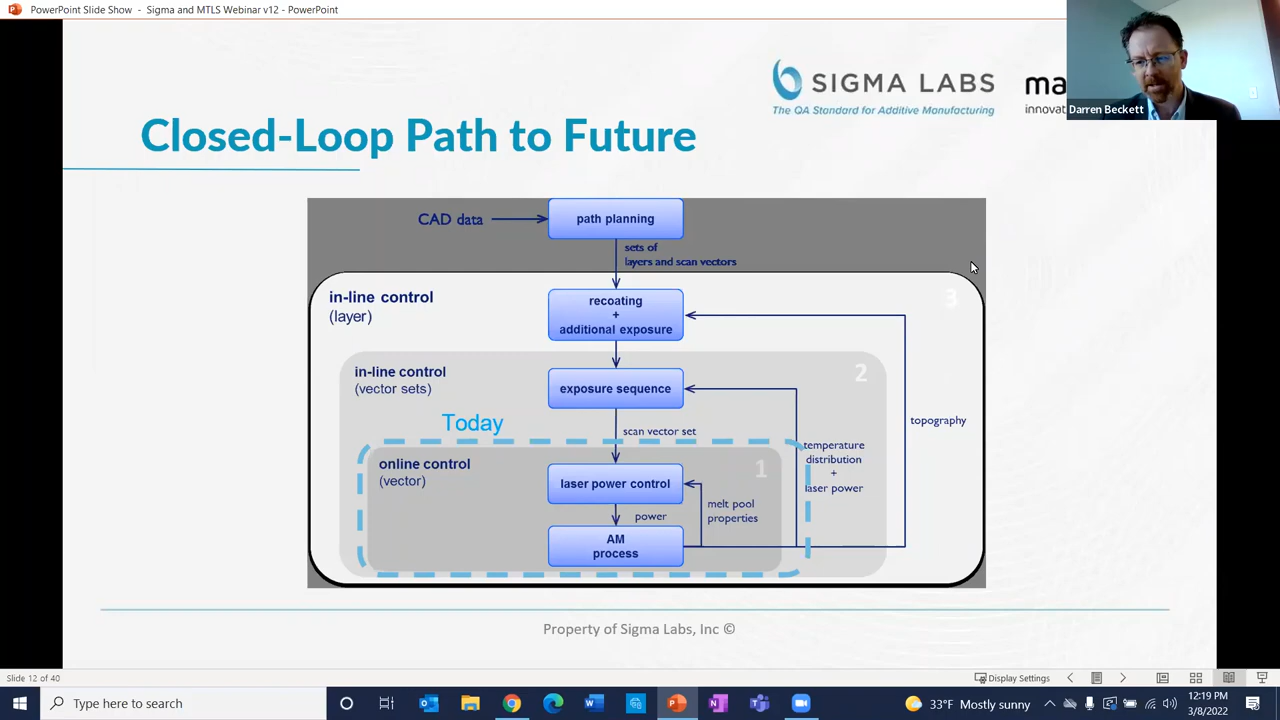 PowerPoint Slide Show - Sigma and MTLS Webinar v12 - PowerPoint
SIGMA LABS
The QA Standard for Additive Manufacturing
ma
innovat
Darren Beckett
Closed-Loop Path to Future
CAD data
path planning
sets of
layers and scan vectors
in-line control
(layer)
3
recoating
+
additional exposure
in-line control
(vector sets)
2
exposure sequence
Today
scan vector set
topography
temperature
distribution
+
laser power
online control
(vector)
1
laser power control
melt pool
properties
power
AM
process
Property of Sigma Labs, Inc ©
Slide 12 of 40
Display Settings
Type here to search
33°F Mostly sunny
12:19 PM
3/8/2022